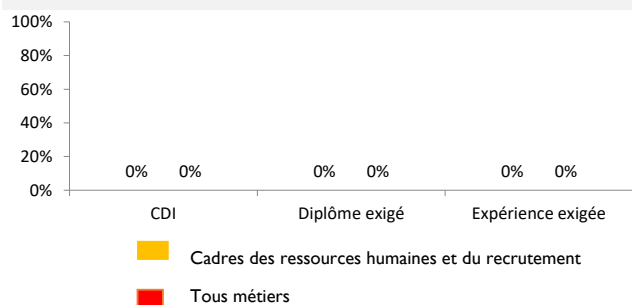 100%
80%
60%
40%
20%
0%
0% 0% 0% 0% 0% 0%
CDI Diplôme exigé Expérience exigée
Cadres des ressources humaines et du recrutement
Tous métiers